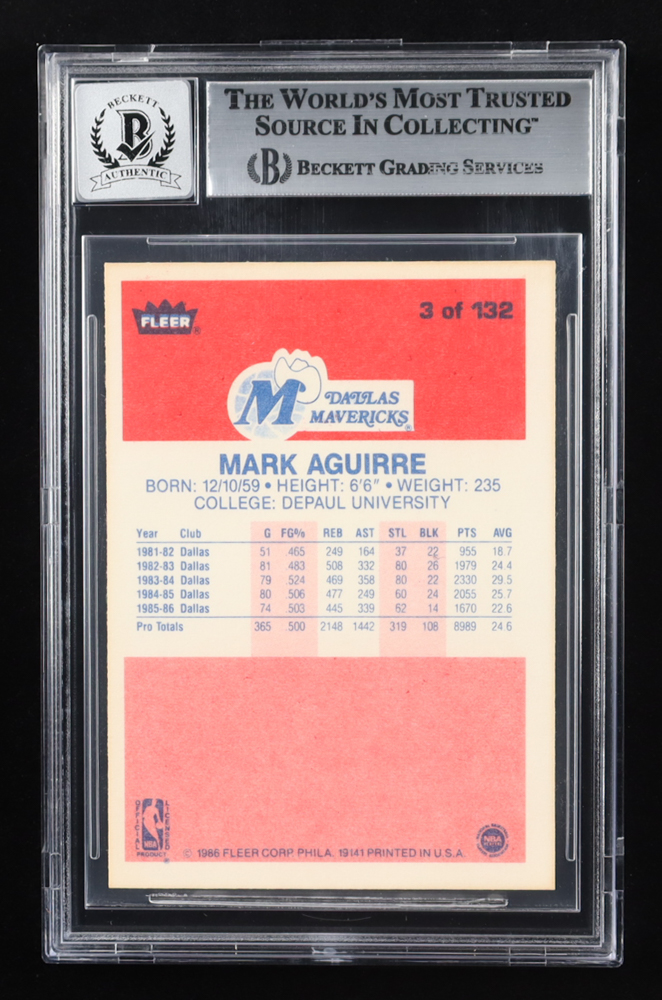 BECKETT
B
AUTHENTIC
THE WORLD'S MOST TRUSTED
SOURCE IN COLLECTING™
B BECKETT GRADING SERVICES
FLEER® 3 of 132
M DALLAS
MAVERICKS®
MARK AGUIRRE
BORN: 12/10/59 • HEIGHT: 6'6" • WEIGHT: 235
COLLEGE: DEPAUL UNIVERSITY
Year Club G FG% REB AST STL BLK PTS AVG
1981-82 Dallas 51 .465 249 164 37 22 955 18.7
1982-83 Dallas 81 .483 508 332 80 26 1979 24.4
1983-84 Dallas 79 .524 469 358 80 22 2330 29.5
1984-85 Dallas 80 .506 477 249 60 24 2055 25.7
1985-86 Dallas 74 .503 445 339 62 14 1670 22.6
Pro Totals 365 .500 2148 1442 319 108 8989 24.6
OFFICIAL LICENSED
NBA
PRODUCT ®
© 1986 FLEER CORP. PHILA. 19141 PRINTED IN U.S.A.
NBA